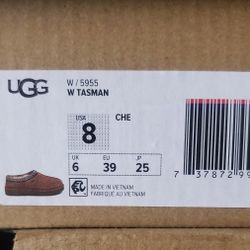 UGG
W / 5955
W TASMAN
USA
8
CHE
UK
EU
JP
6
39
25
MADE IN VIETNAM
FABRIQUÉ AU VIETNAM
7 37872 99